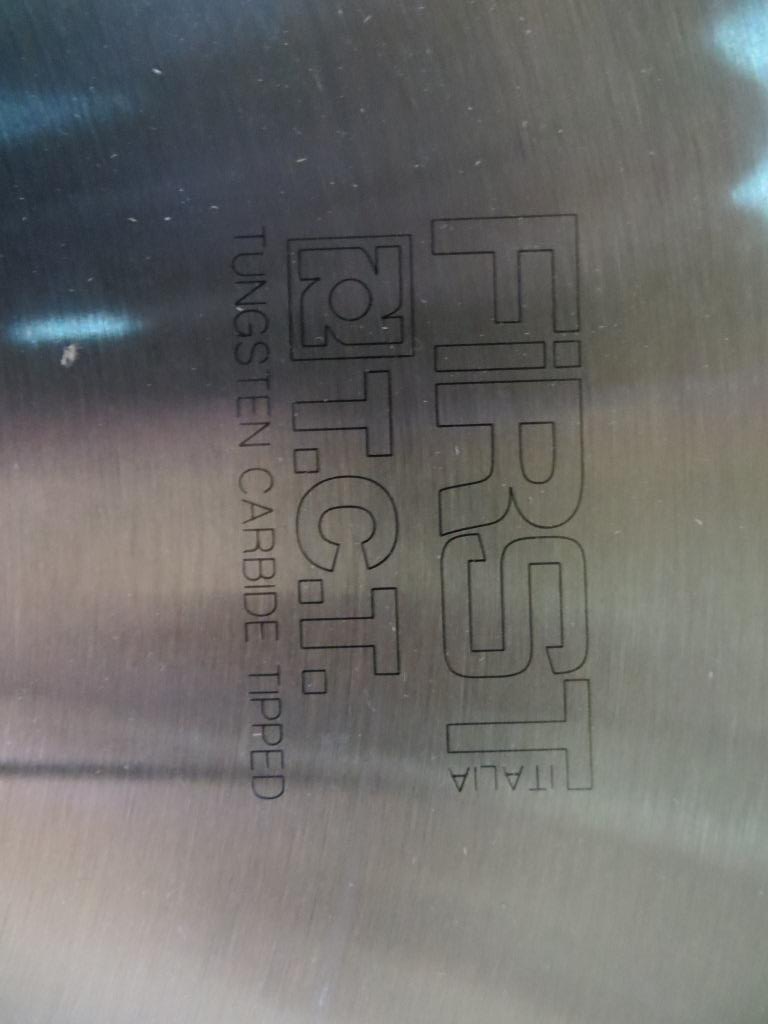 FiRST
ITALIA
T.C.T.
TUNGSTEN CARBIDE TIPPED